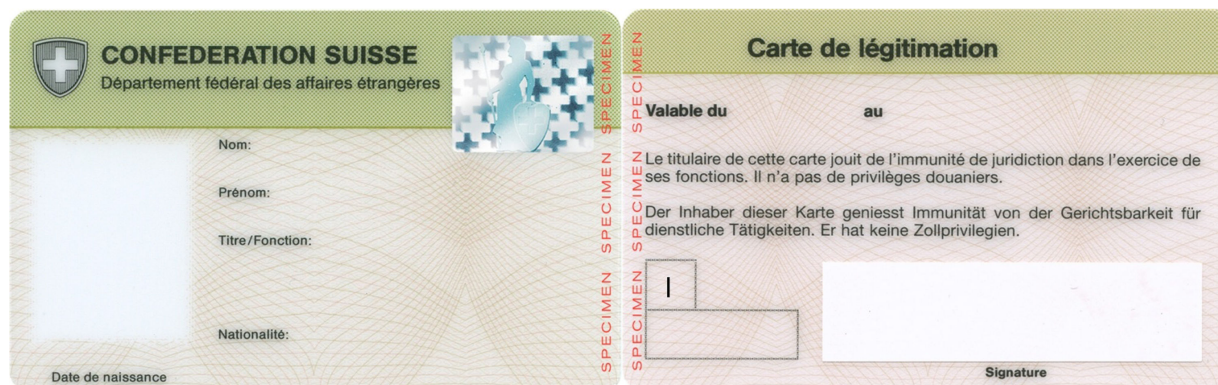 CONFEDERATION SUISSE
Département fédéral des affaires étrangères
Nom:
Prénom:
Titre/Fonction:
Nationalité:
Date de naissance
SPECIMEN SPECIMEN SPECIMEN
SPECIMEN SPECIMEN SPECIMEN
Carte de légitimation
Valable du au
Le titulaire de cette carte jouit de l'immunité de juridiction dans l'exercice de
ses fonctions. Il n'a pas de privilèges douaniers.
Der Inhaber dieser Karte geniesst Immunität von der Gerichtsbarkeit für
dienstliche Tätigkeiten. Er hat keine Zollprivilegien.
I
Signature